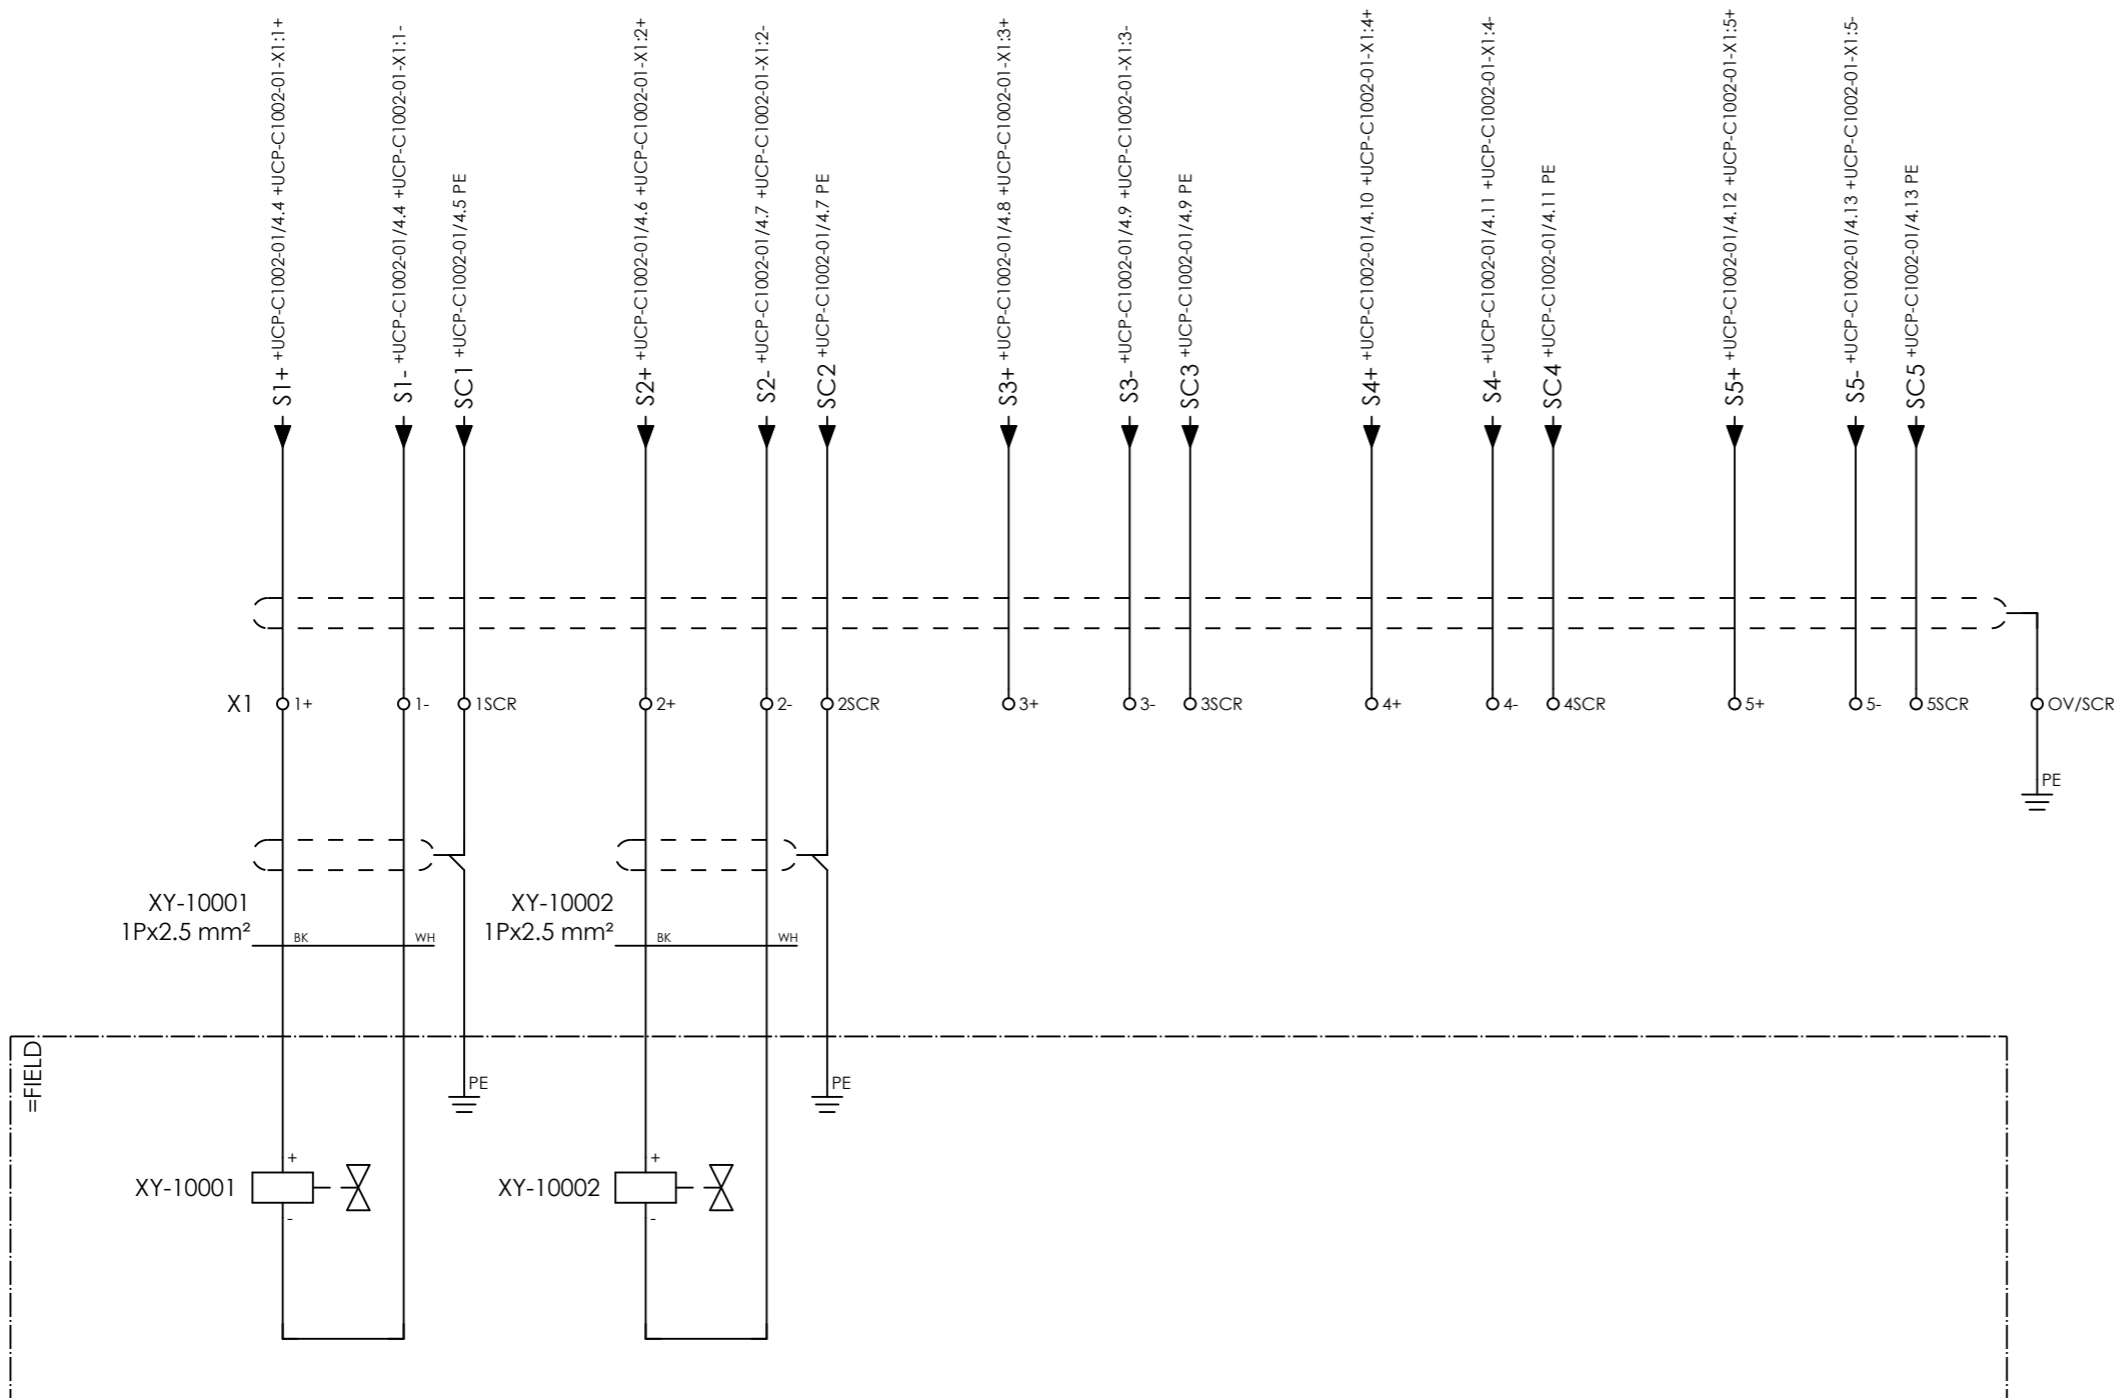 S1+ +UCP-C1002-01/4.4 +UCP-C1002-01-X1:1+
S1- +UCP-C1002-01/4.4 +UCP-C1002-01-X1:1-
SC1 +UCP-C1002-01/4.5 PE
S2+ +UCP-C1002-01/4.6 +UCP-C1002-01-X1:2+
S2- +UCP-C1002-01/4.7 +UCP-C1002-01-X1:2-
SC2 +UCP-C1002-01/4.7 PE
S3+ +UCP-C1002-01/4.8 +UCP-C1002-01-X1:3+
S3- +UCP-C1002-01/4.9 +UCP-C1002-01-X1:3-
SC3 +UCP-C1002-01/4.9 PE
S4+ +UCP-C1002-01/4.10 +UCP-C1002-01-X1:4+
S4- +UCP-C1002-01/4.11 +UCP-C1002-01-X1:4-
SC4 +UCP-C1002-01/4.11 PE
S5+ +UCP-C1002-01/4.12 +UCP-C1002-01-X1:5+
S5- +UCP-C1002-01/4.13 +UCP-C1002-01-X1:5-
SC5 +UCP-C1002-01/4.13 PE
X1 1+ 1- 1SCR 2+ 2- 2SCR 3+ 3- 3SCR 4+ 4- 4SCR 5+ 5- 5SCR OV/SCR
PE
XY-10001
1Px2.5 mm²
BK WH
XY-10002
1Px2.5 mm²
BK WH
=FIELD
PE
PE
+
XY-10001
-
+
XY-10002
-